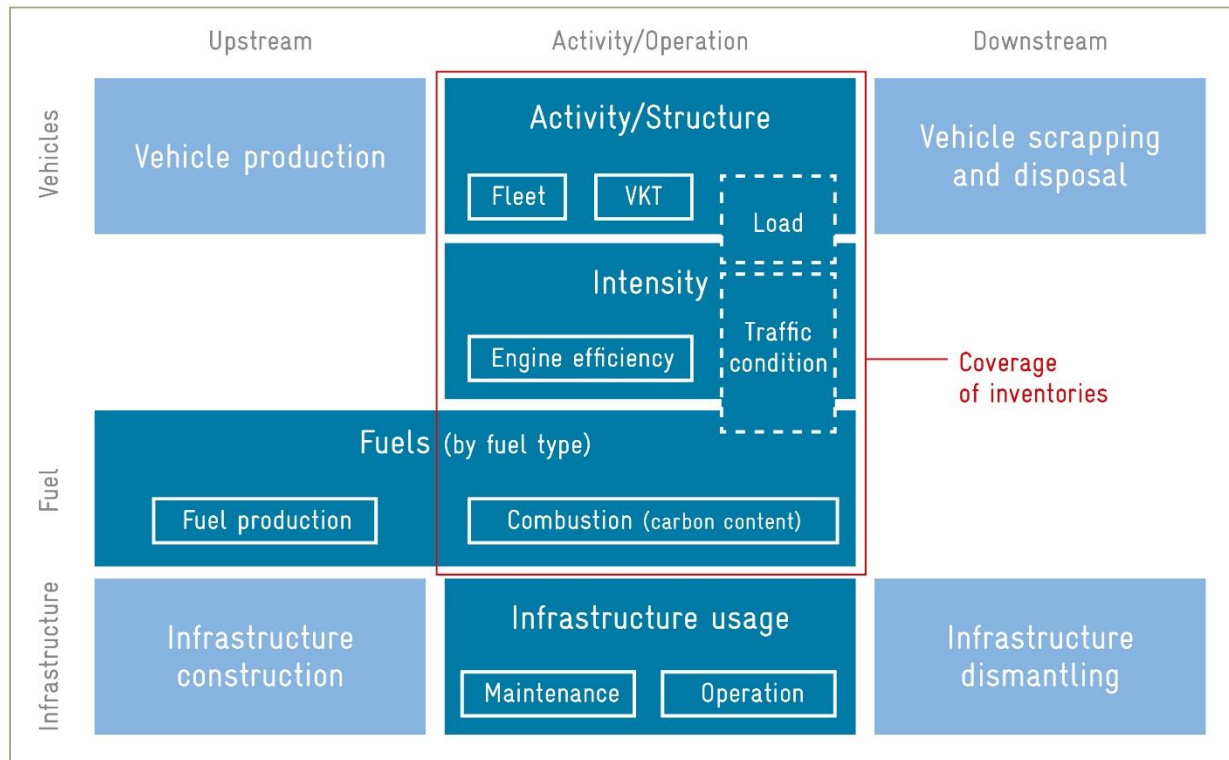 Upstream
Activity/Operation
Downstream
Vehicles
Vehicle production
Activity/Structure
Fleet
VKT
Load
Vehicle scrapping
and disposal
Intensity
Engine efficiency
Traffic
condition
Coverage
of inventories
Fuel
Fuels (by fuel type)
Fuel production
Combustion (carbon content)
Infrastructure
Infrastructure
construction
Infrastructure usage
Maintenance
Operation
Infrastructure
dismantling